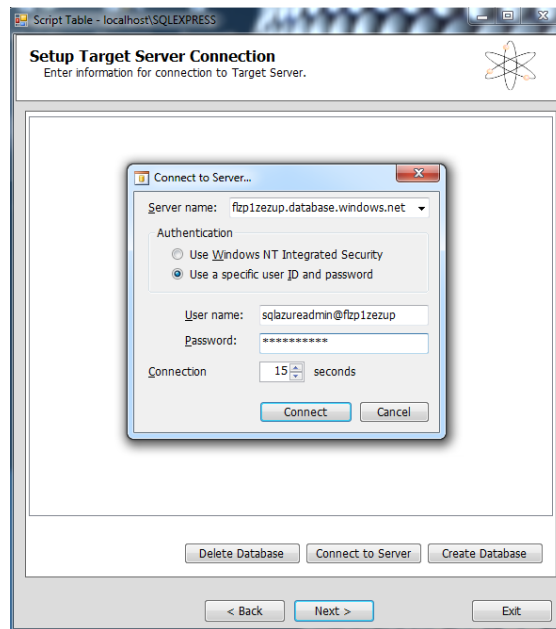 Script Table - localhost\SQLEXPRESS
Setup Target Server Connection
Enter information for connection to Target Server.
Connect to Server...
Server name: flzp1zezup.database.windows.net
Authentication
Use Windows NT Integrated Security
Use a specific user ID and password
User name: sqlazureadmin@flzp1zezup
Password: **********
Connection 15 seconds
Connect Cancel
Delete Database Connect to Server Create Database
< Back Next > Exit